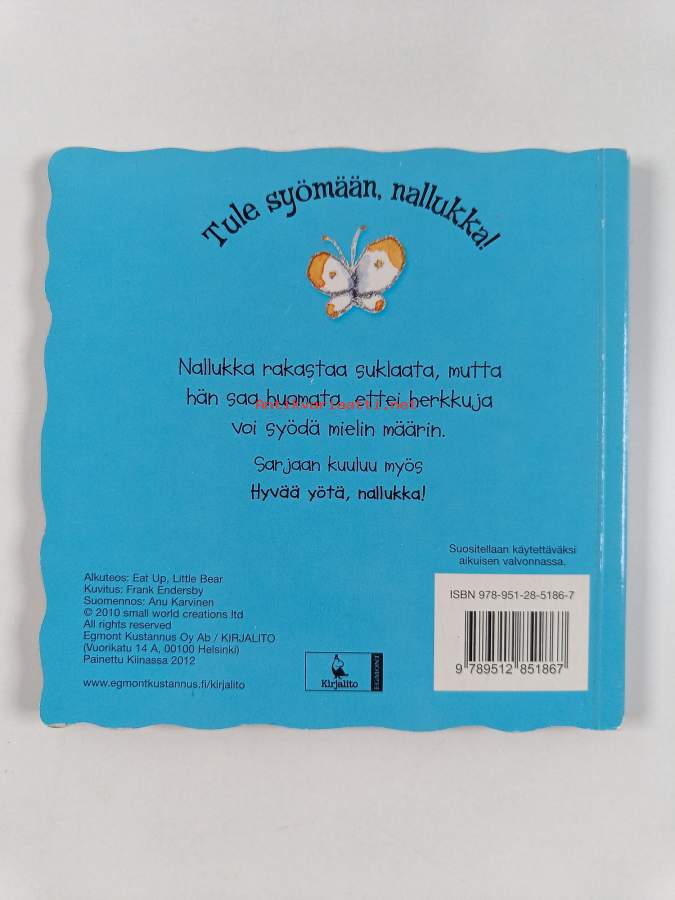 Tule syömään, nallukka!
Nallukka rakastaa suklaata, mutta
hän saa huomata, ettei herkkuja
Antikvariaatti.net
voi syödä mielin määrin.
Sarjaan kuuluu myös
Hyvää yötä, nallukka!
Suositellaan käytettäväksi
aikuisen valvonnassa.
Alkuteos: Eat Up, Little Bear
Kuvitus: Frank Endersby
Suomennos: Anu Karvinen
© 2010 small world creations ltd
All rights reserved
Egmont Kustannus Oy Ab / KIRJALITO
(Vuorikatu 14 A, 00100 Helsinki)
Painettu Kiinassa 2012
www.egmontkustannus.fi/kirjalito
Kirjalito
EGMONT
ISBN 978-951-28-5186-7
9 789512 851867